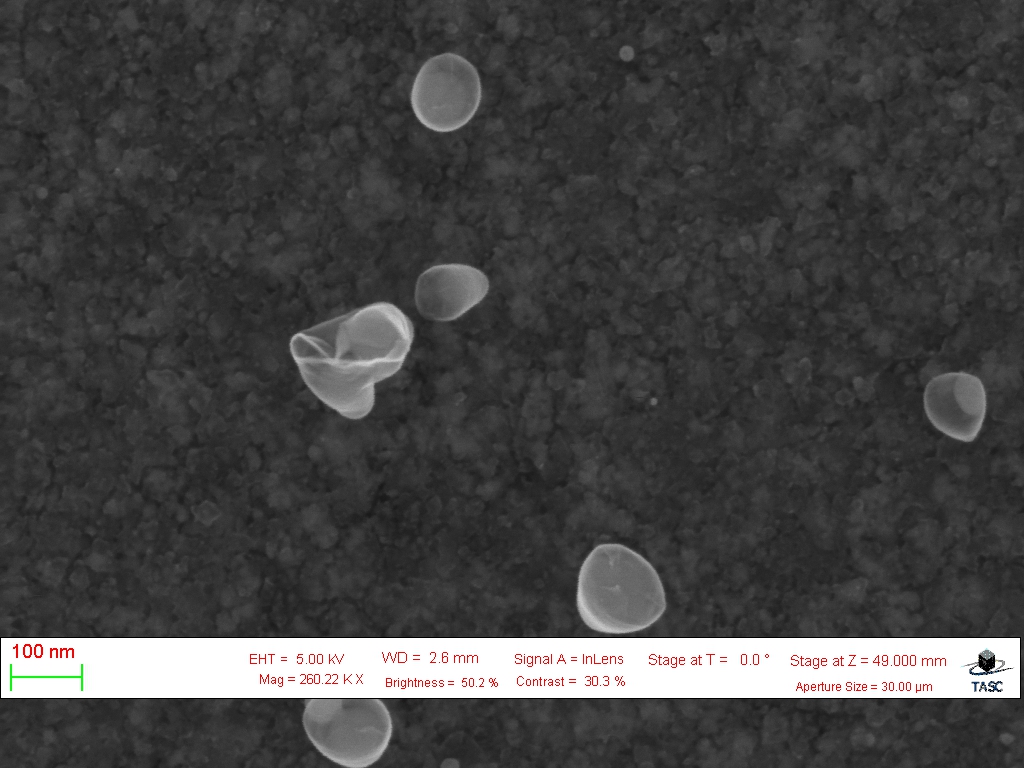 100 nm
EHT = 5.00 kV WD = 2.6 mm Signal A = InLens Stage at T = 0.0 ° Stage at Z = 49.000 mm
Mag = 260.22 K X Brightness = 50.2 % Contrast = 30.3 % Aperture Size = 30.00 µm
TASC